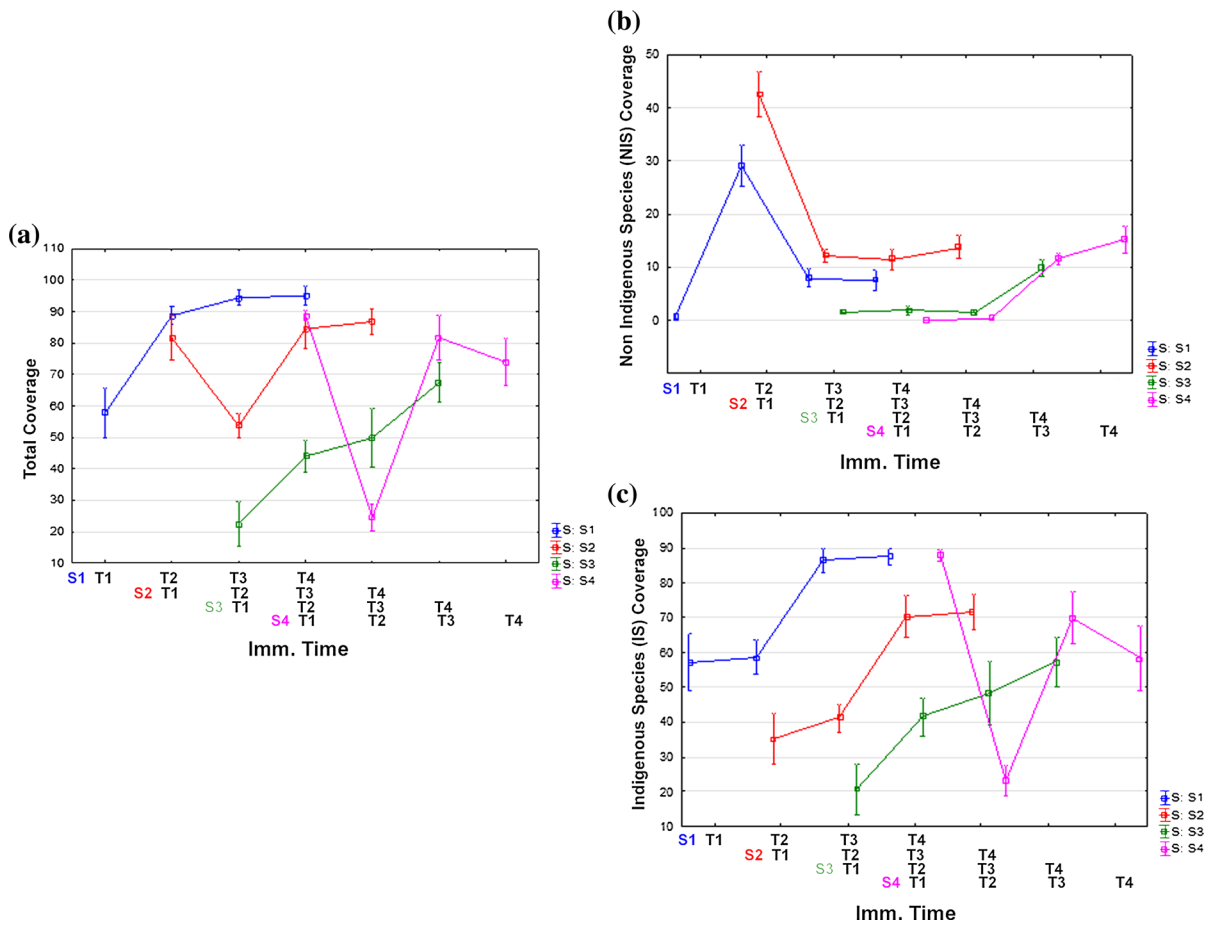 (a)
Total Coverage
110
100
90
80
70
60
50
40
30
20
10
S1 T1 T2 T3 T4
S2 T1 T2 T3 T4
S3 T1 T2 T3 T4
S4 T1 T2 T3 T4
Imm. Time
S: S1
S: S2
S: S3
S: S4
(b)
Non Indigenous Species (NIS) Coverage
50
40
30
20
10
0
S1 T1 T2 T3 T4
S2 T1 T2 T3 T4
S3 T1 T2 T3 T4
S4 T1 T2 T3 T4
Imm. Time
S: S1
S: S2
S: S3
S: S4
(c)
Indigenous Species (IS) Coverage
100
90
80
70
60
50
40
30
20
10
S1 T1 T2 T3 T4
S2 T1 T2 T3 T4
S3 T1 T2 T3 T4
S4 T1 T2 T3 T4
Imm. Time
S: S1
S: S2
S: S3
S: S4